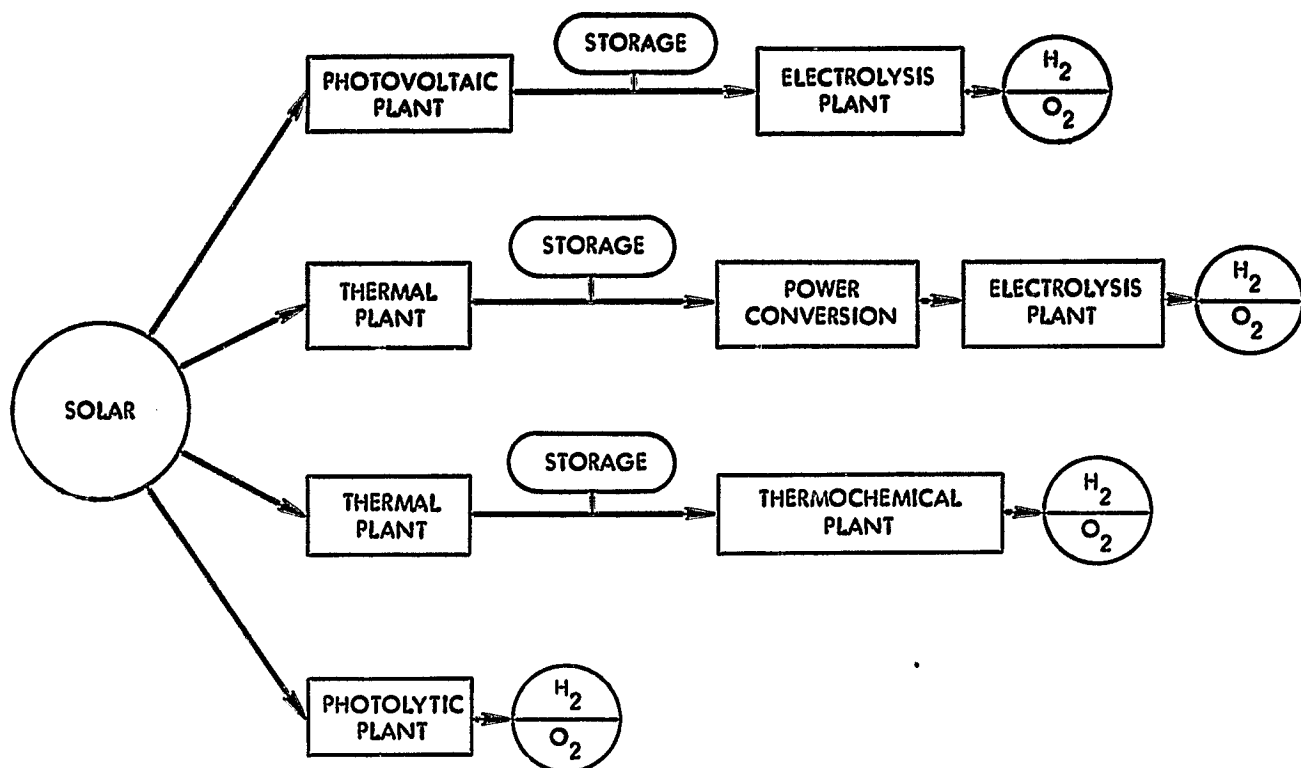 STORAGE
PHOTOVOLTAIC
PLANT
ELECTROLYSIS
PLANT
H2
O2
STORAGE
THERMAL
PLANT
POWER
CONVERSION
ELECTROLYSIS
PLANT
H2
O2
SOLAR
STORAGE
THERMAL
PLANT
THERMOCHEMICAL
PLANT
H2
O2
PHOTOLYTIC
PLANT
H2
O2